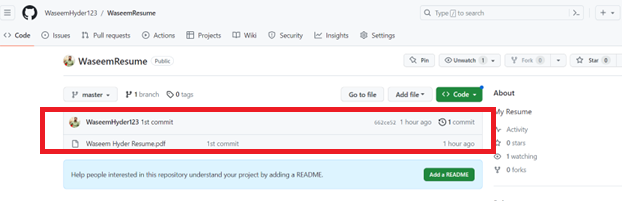 WaseemHyder123 / WaseemResume
Type / to search
Code Issues Pull requests Actions Projects Wiki Security Insights Settings
WaseemResume Public
Pin Unwatch 1 Fork 0 Star
master 1 branch 0 tags
Go to file Add file Code
About
WaseemHyder123 1st commit
662ce52 1 hour ago 1 commit
My Resume
Waseem Hyder Resume.pdf 1st commit 1 hour ago
Activity
0 stars
1 watching
0 forks
Help people interested in this repository understand your project by adding a README.
Add a README